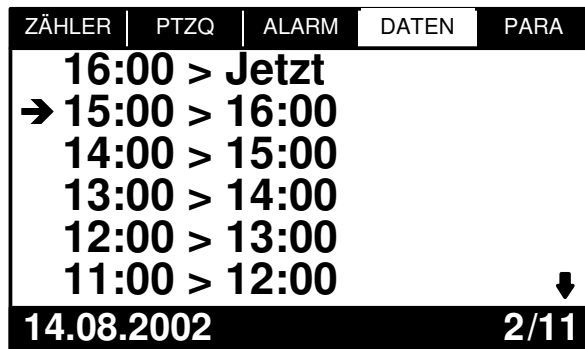 ZÄHLER PTZQ ALARM DATEN PARA
16:00 > Jetzt
15:00 > 16:00
14:00 > 15:00
13:00 > 14:00
12:00 > 13:00
11:00 > 12:00
14.08.2002 2/11